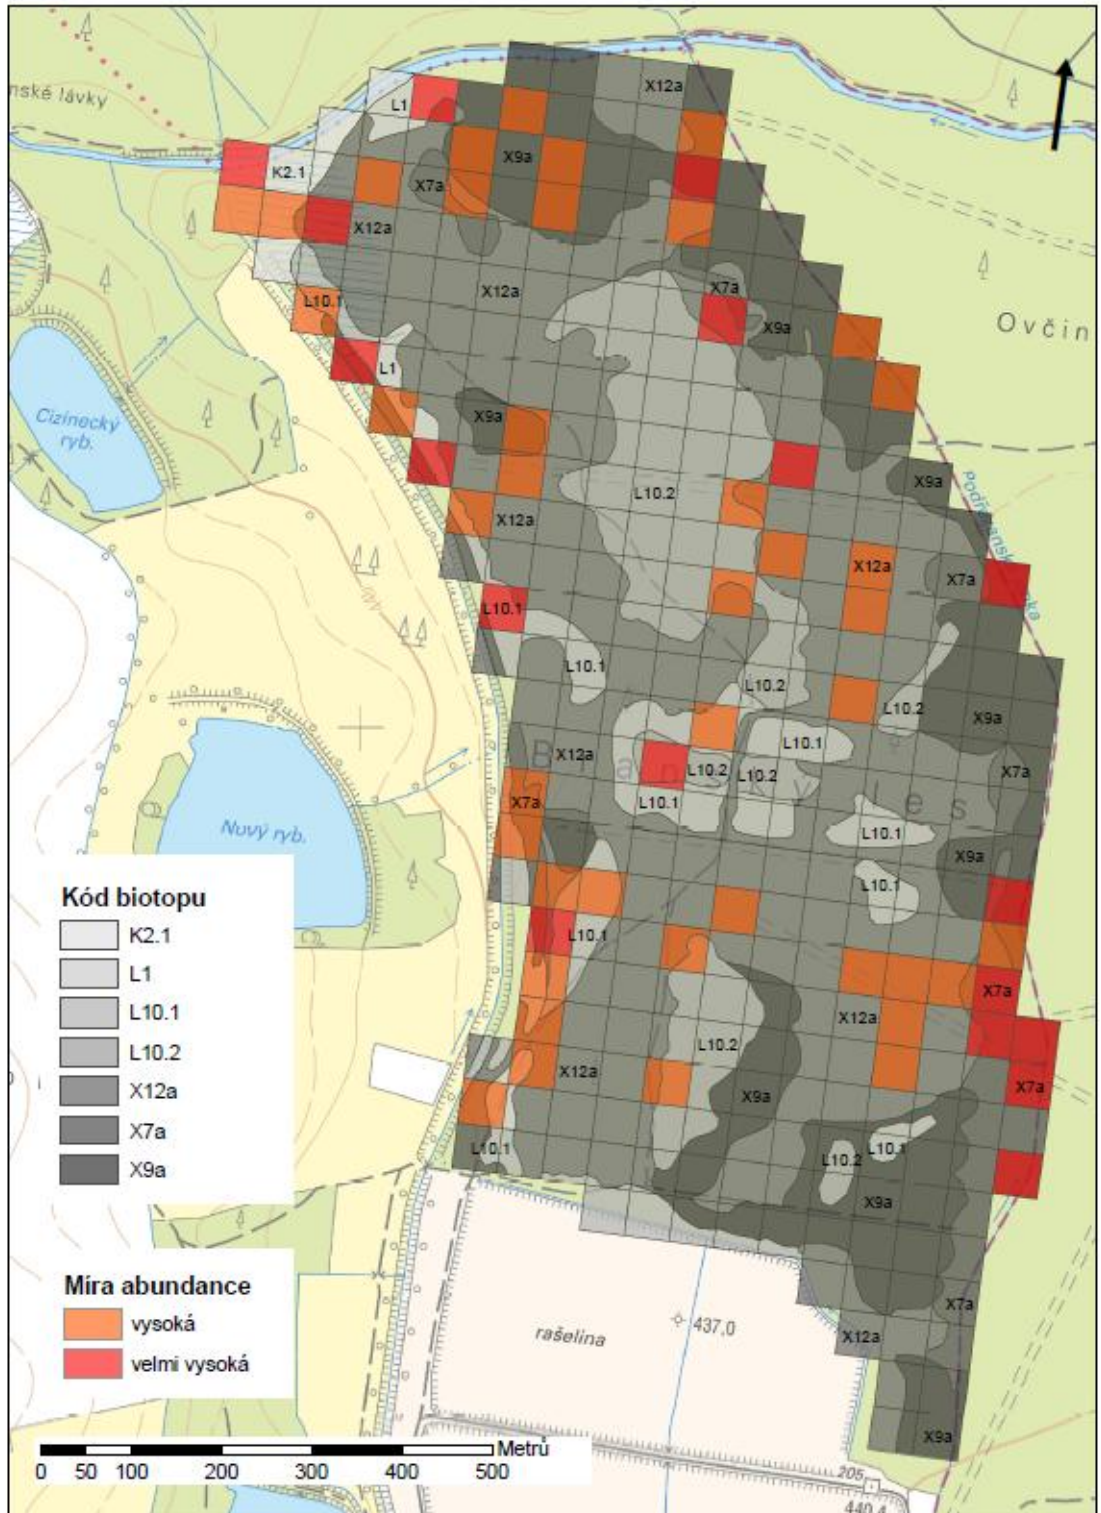 nské lávky
X12a
L1
X9a
K2.1
X7a
X12a
X12a
X7a
L10.1
X9a
Ovčín
L1
Cizinecký
ryb.
X9a
X9a
L10.2
X12a
X12a
X7a
L10.1
L10.1
L10.2
L10.2
X9a
L10.1
X12a
L10.2
L10.2
X7a
L10.1
X7a
Nový ryb.
L10.1
X9a
L10.1
L10.1
X7a
X12a
L10.2
X12a
X7a
X9a
L10.1
L10.1
L10.2
X9a
X7a
X12a
X9a
Kód biotopu
K2.1
L1
L10.1
L10.2
X12a
X7a
X9a
Míra abundance
vysoká
velmi vysoká
rašelina
437,0
Metrů
0 50 100 200 300 400 500
205
440,4